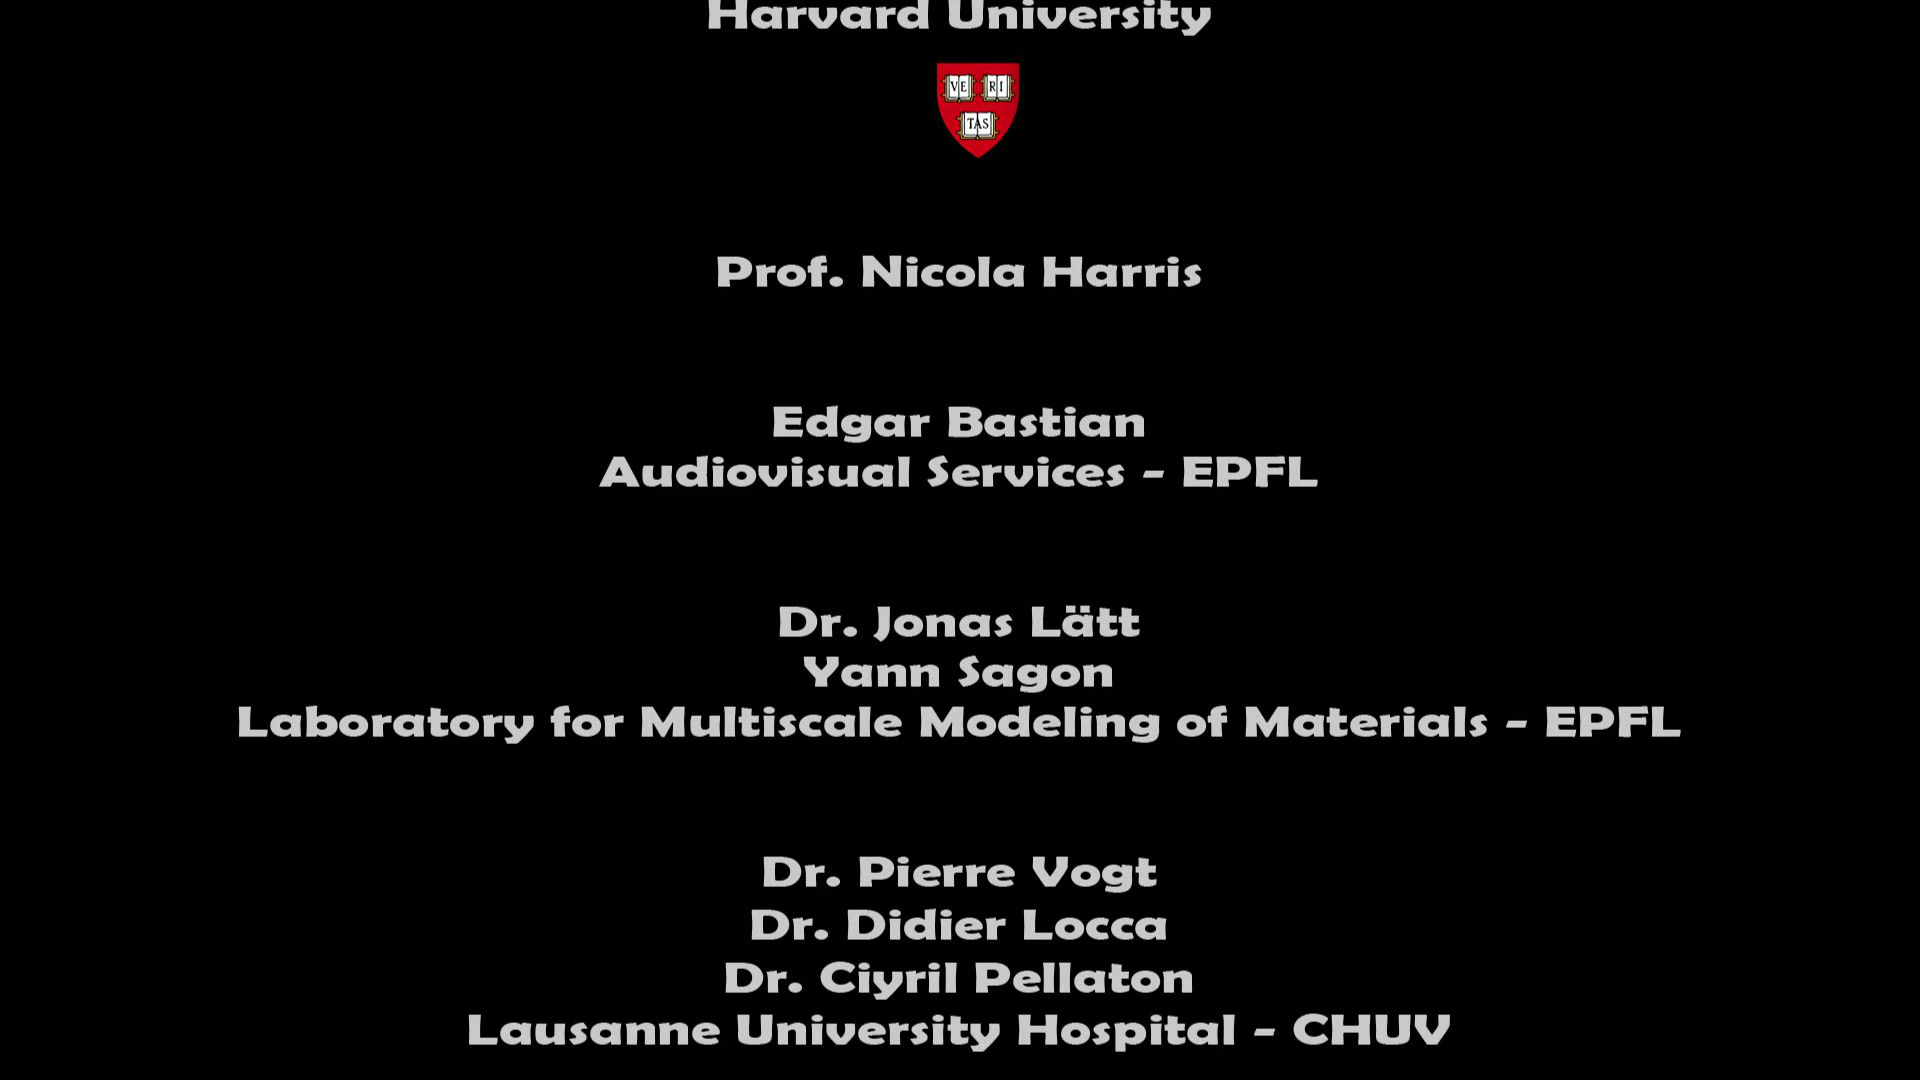 Harvard University
VE RI
TAS
Prof. Nicola Harris
Edgar Bastian
Audiovisual Services - EPFL
Dr. Jonas Lätt
Yann Sagon
Laboratory for Multiscale Modeling of Materials - EPFL
Dr. Pierre Vogt
Dr. Didier Locca
Dr. Ciyril Pellaton
Lausanne University Hospital - CHUV